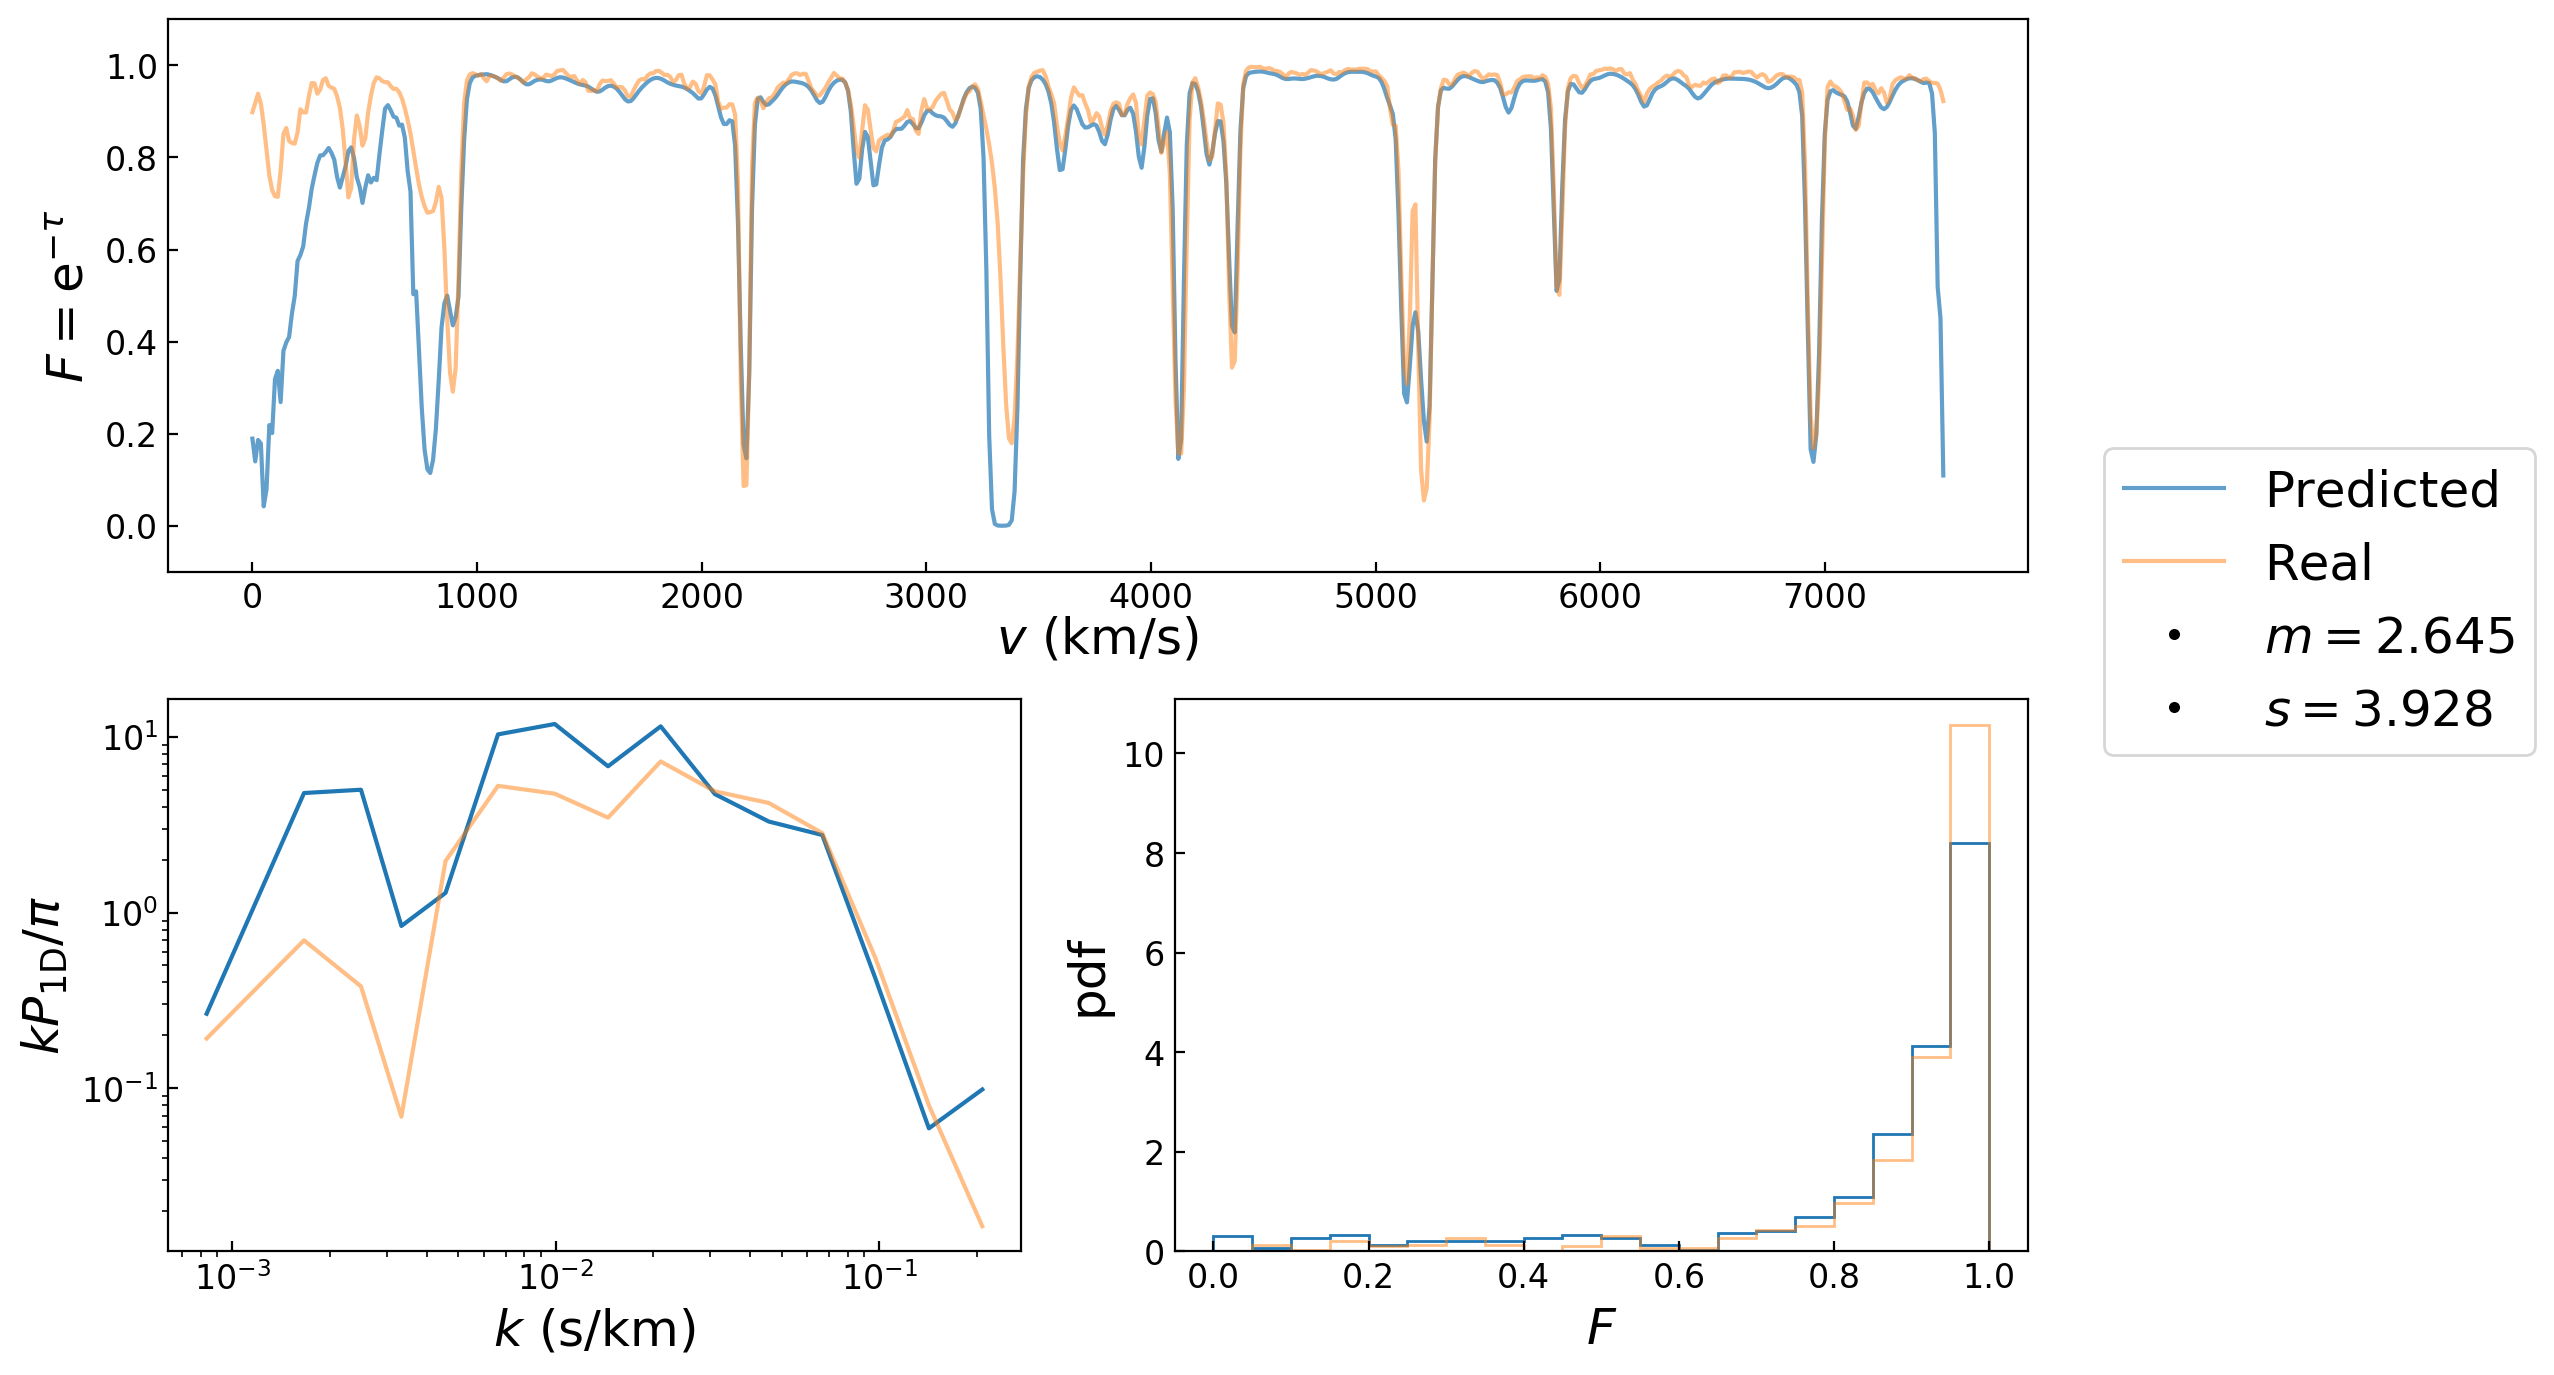 1.0
0.8
0.6
0.4
0.2
0.0
F = e^{−τ}
0 1000 2000 3000 4000 5000 6000 7000
v (km/s)
Predicted
Real
m = 2.645
s = 3.928
10^1
10^0
10^{−1}
kP_{1D}/π
10^{−3} 10^{−2} 10^{−1}
k (s/km)
10
8
6
4
2
0
pdf
0.0 0.2 0.4 0.6 0.8 1.0
F